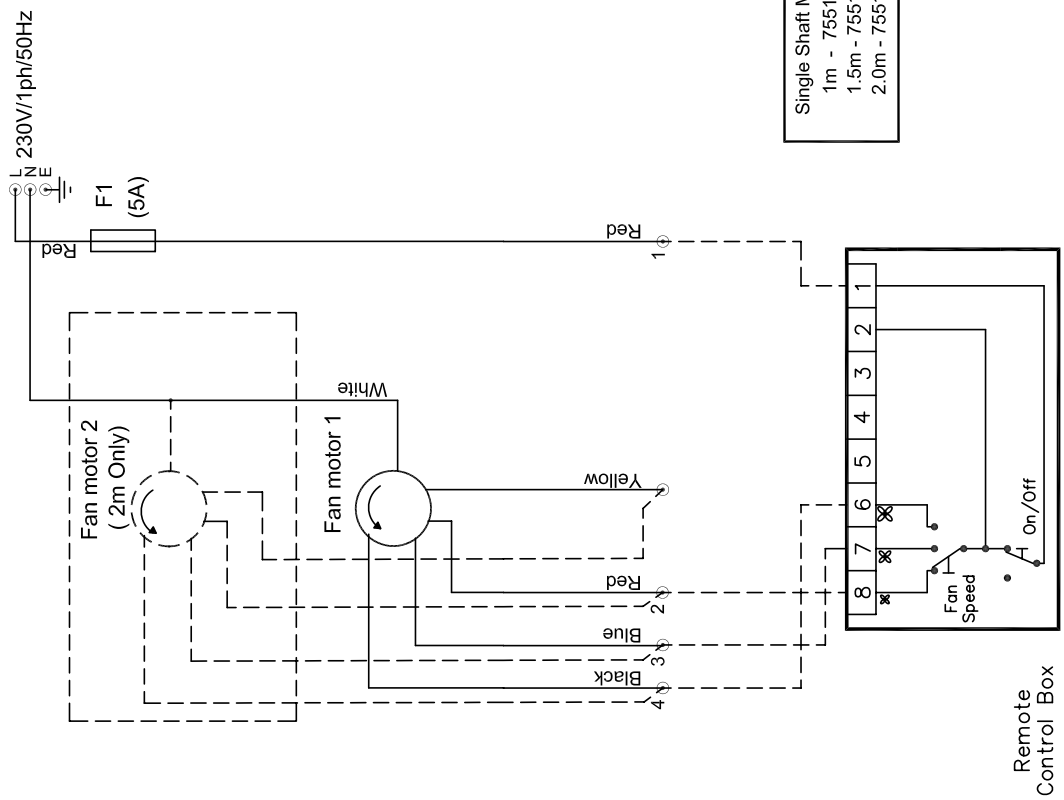 L
N
E
230V/1ph/50Hz
F1
(5A)
Red
Red
1
Single Shaft M
1m - 7551
1.5m - 7551
2.0m - 755
Fan motor 2
( 2m Only)
Fan motor 1
White
Yellow
Red
2
Blue
3
Black
4
1
2
3
4
5
6
7
8
On/Off
Fan
Speed
Remote
Control Box